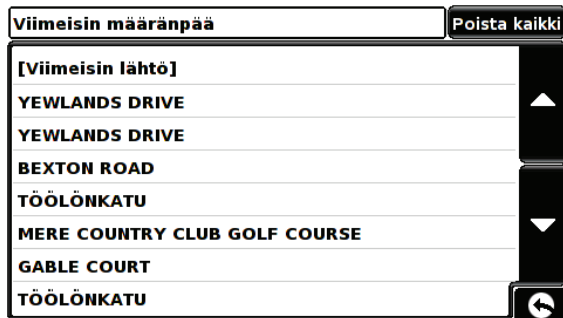 Viimeisin määränpää
Poista kaikki
[Viimeisin lähtö]
YEWLANDS DRIVE
YEWLANDS DRIVE
BEXTON ROAD
TÖÖLÖNKATU
MERE COUNTRY CLUB GOLF COURSE
GABLE COURT
TÖÖLÖNKATU